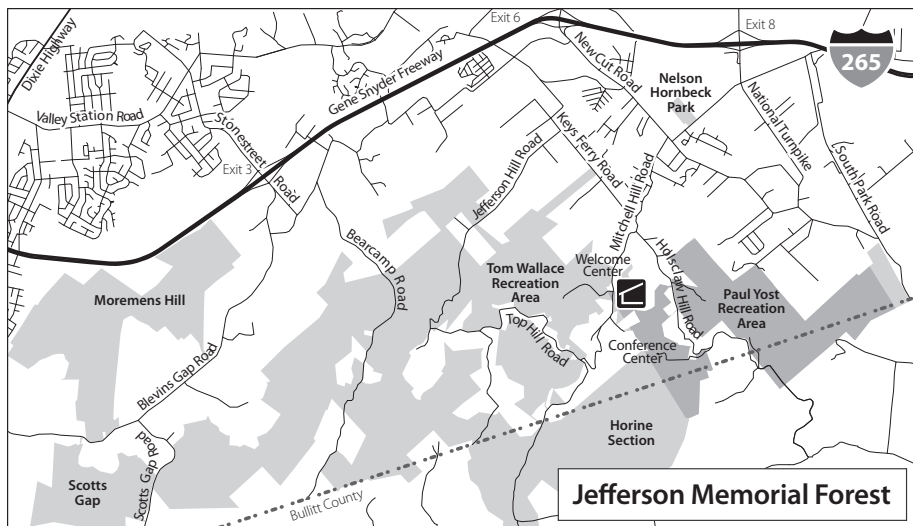 Exit 6
Exit 8
Dixie Highway
265
New Cut Road
Gene Snyder Freeway
Nelson
Hornbeck
Park
Valley Station Road
Stonestreet
Road
National Turnpike
Keys Ferry Road
Exit 3
Jefferson Hill Road
Mitchell Hill Road
South Park Road
Bearcamp Road
Holsclaw Hill Road
Welcome
Center
Tom Wallace
Recreation
Area
Moremens Hill
Paul Yost
Recreation
Area
Top Hill Road
Conference
Center
Blevins Gap Road
Horine
Section
Scotts Gap Road
Scotts
Gap
Bullitt County
Jefferson Memorial Forest